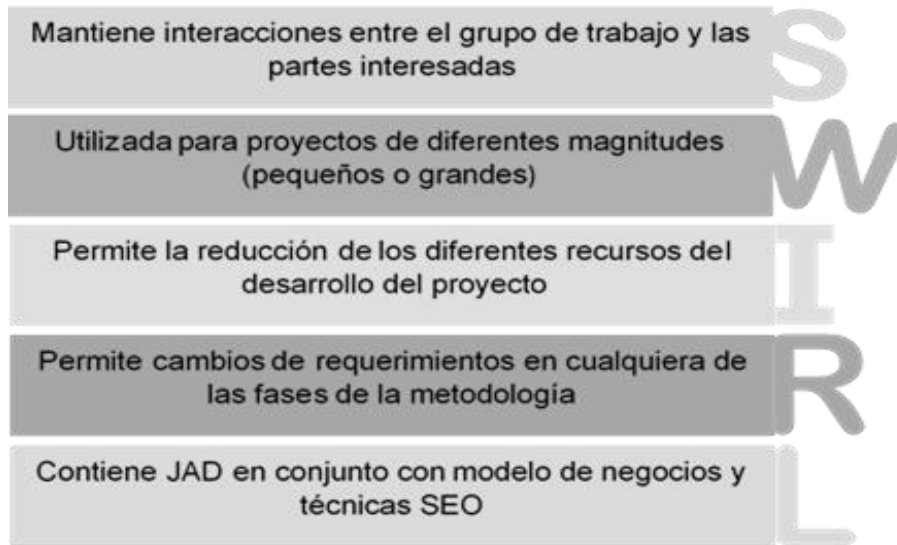 Mantiene interacciones entre el grupo de trabajo y las
partes interesadas
S
Utilizada para proyectos de diferentes magnitudes
(pequeños o grandes)
W
Permite la reducción de los diferentes recursos del
desarrollo del proyecto
I
Permite cambios de requerimientos en cualquiera de
las fases de la metodología
R
Contiene JAD en conjunto con modelo de negocios y
técnicas SEO
L